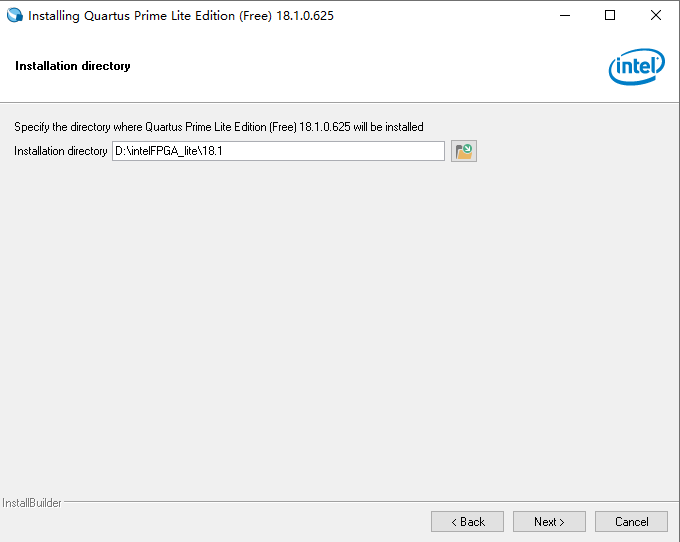 Installing Quartus Prime Lite Edition (Free) 18.1.0.625
Installation directory
intel
Specify the directory where Quartus Prime Lite Edition (Free) 18.1.0.625 will be installed
Installation directory D:\intelFPGA_lite\18.1
InstallBuilder
< Back Next > Cancel